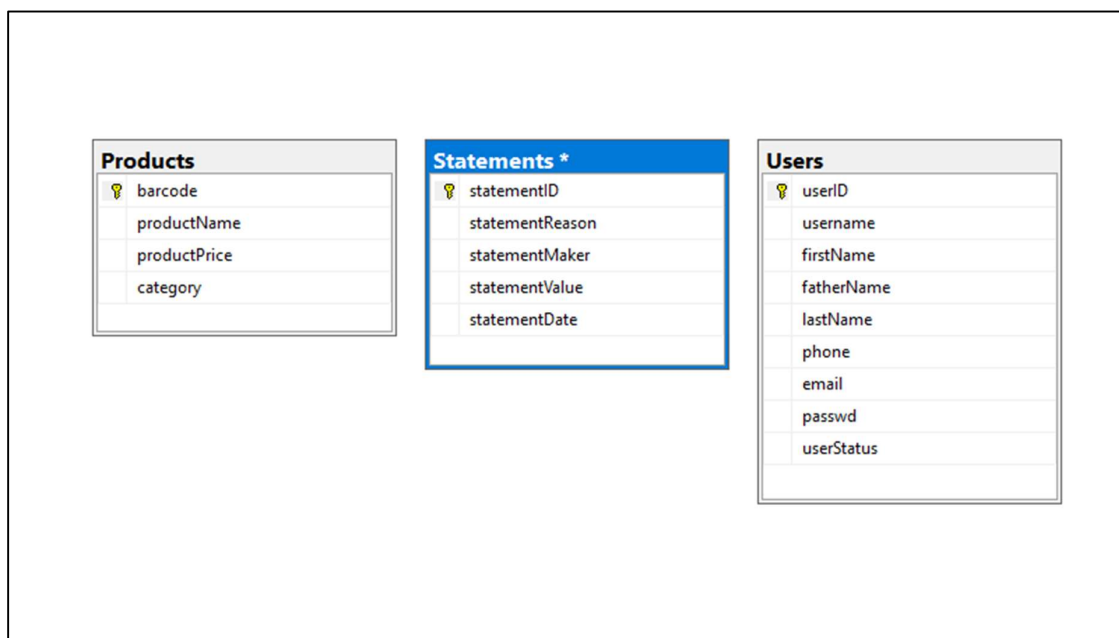 Products
barcode
productName
productPrice
category
Statements *
statementID
statementReason
statementMaker
statementValue
statementDate
Users
userID
username
firstName
fatherName
lastName
phone
email
passwd
userStatus